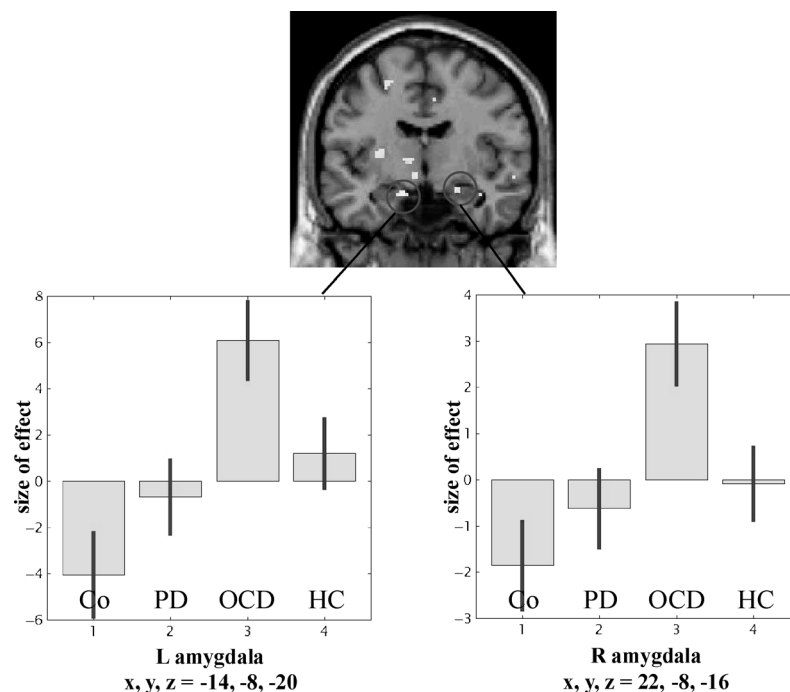 8
6
4
2
0
−2
−4
−6
size of effect
Co PD OCD HC
1 2 3 4
L amygdala
x, y, z = -14, -8, -20
4
3
2
1
0
−1
−2
−3
size of effect
Co PD OCD HC
1 2 3 4
R amygdala
x, y, z = 22, -8, -16